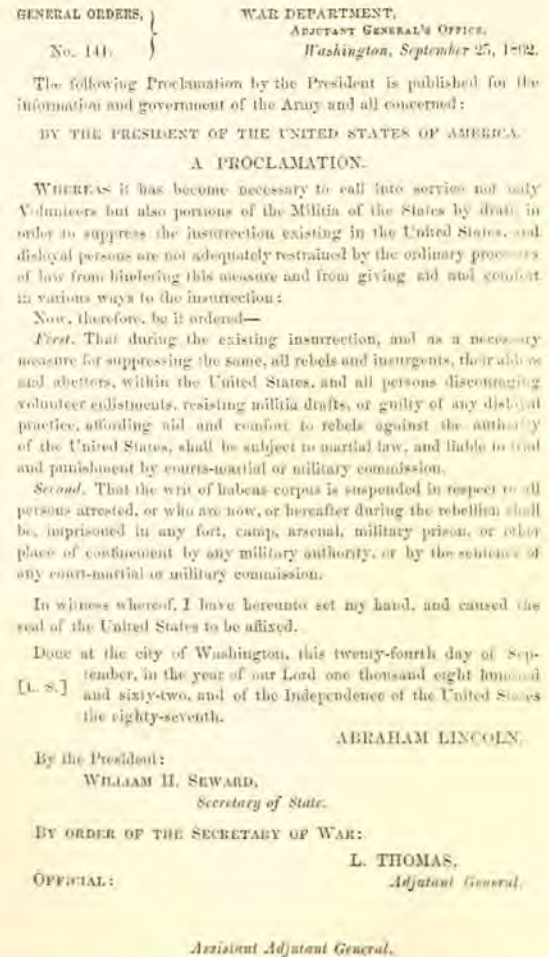 GENERAL ORDERS, } WAR DEPARTMENT,
ADJUTANT GENERAL'S OFFICE,
No. 141. Washington, September 25, 1862.
The following Proclamation by the President is published for the
information and government of the Army and all concerned:
BY THE PRESIDENT OF THE UNITED STATES OF AMERICA.
A PROCLAMATION.
WHEREAS it has become necessary to call into service not only
Volunteers but also portions of the Militia of the States by draft in
order to suppress the insurrection existing in the United States, and
disloyal persons are not adequately restrained by the ordinary processes
of law from hindering this measure and from giving aid and comfort
in various ways to the insurrection:
Now, therefore, be it ordered—
First. That during the existing insurrection, and as a necessary
measure for suppressing the same, all rebels and insurgents, their aiders
and abetters, within the United States, and all persons discouraging
volunteer enlistments, resisting militia drafts, or guilty of any disloyal
practice, affording aid and comfort to rebels against the authority
of the United States, shall be subject to martial law, and liable to trial
and punishment by courts-martial or military commission.
Second. That the writ of habeas corpus is suspended in respect to all
persons arrested, or who are now, or hereafter during the rebellion shall
be, imprisoned in any fort, camp, arsenal, military prison, or other
place of confinement by any military authority, or by the sentence of
any court-martial or military commission.
In witness whereof, I have hereunto set my hand, and caused the
seal of the United States to be affixed.
Done at the city of Washington, this twenty-fourth day of Sep-
tember, in the year of our Lord one thousand eight hundred
[L. S.] and sixty-two, and of the Independence of the United States
the eighty-seventh.
ABRAHAM LINCOLN.
By the President:
WILLIAM H. SEWARD,
Secretary of State.
BY ORDER OF THE SECRETARY OF WAR:
L. THOMAS,
OFFICIAL: Adjutant General.
Assistant Adjutant General.